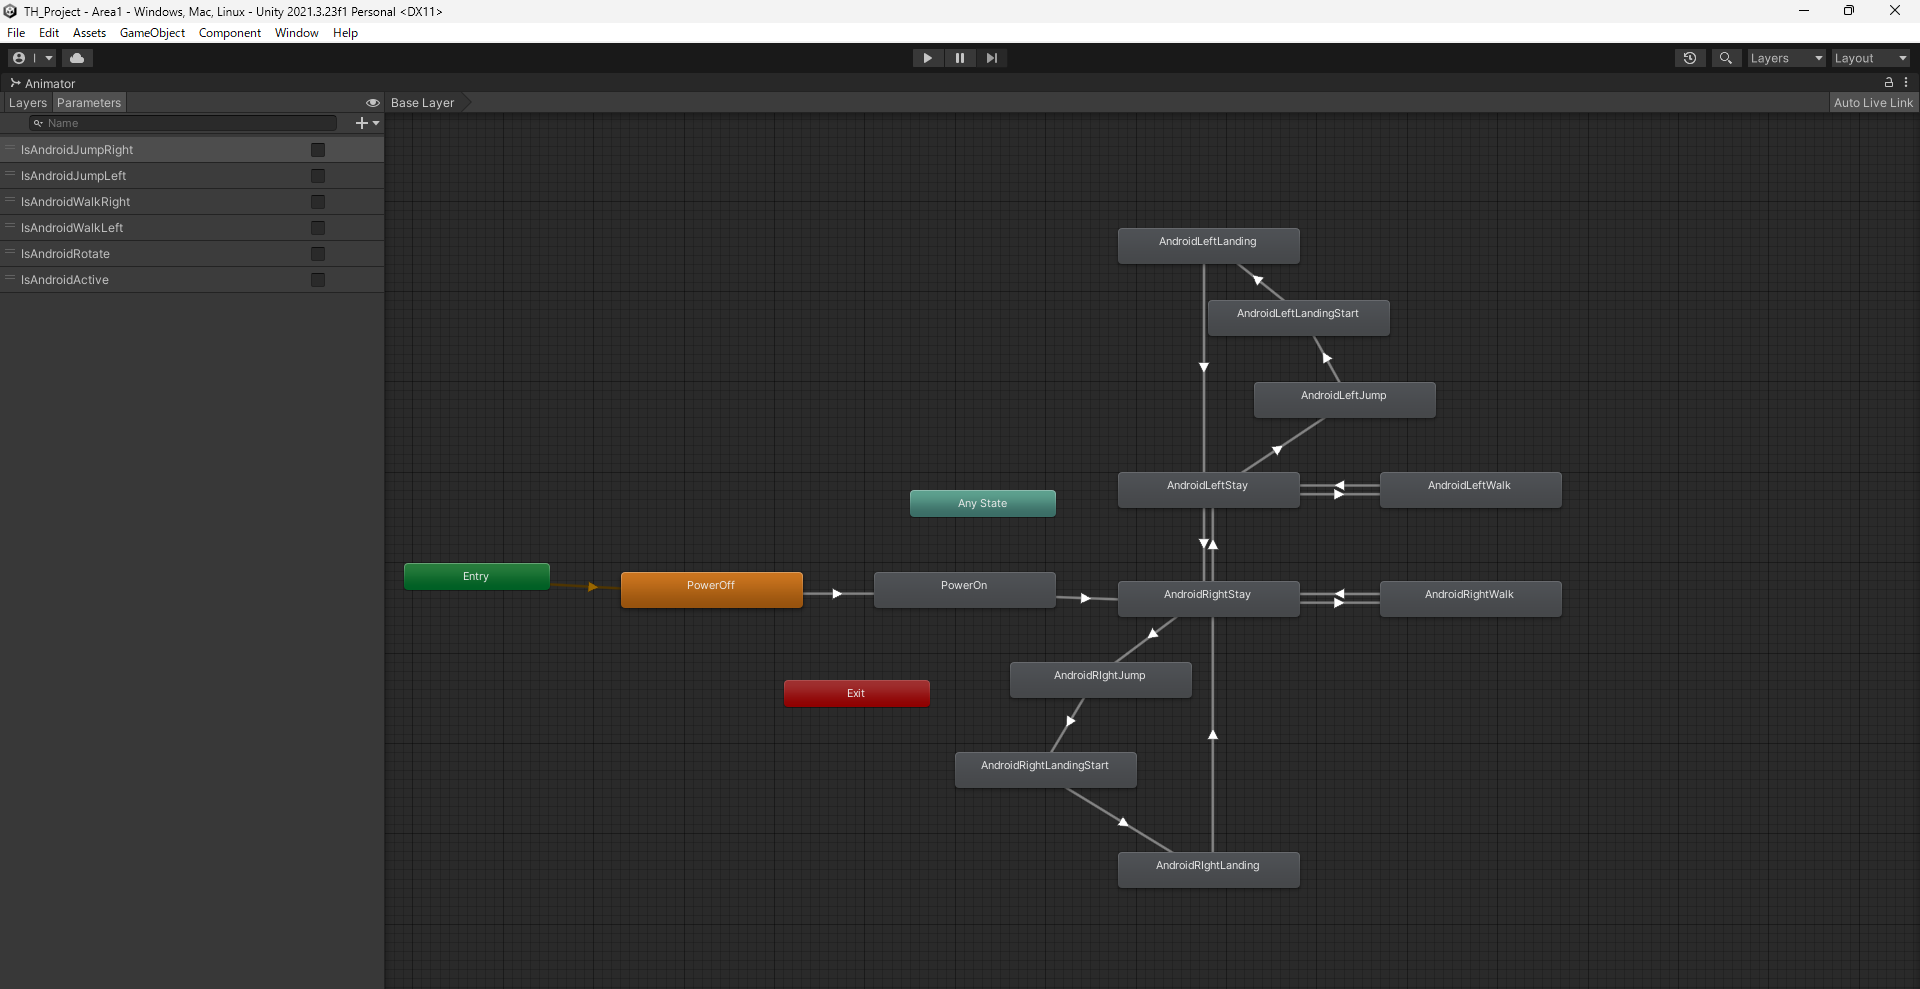 TH_Project - Area1 - Windows, Mac, Linux - Unity 2021.3.23f1 Personal <DX11>
File Edit Assets GameObject Component Window Help
I
Layers
Layout
Animator
Layers Parameters
Base Layer
Auto Live Link
Name
IsAndroidJumpRight
IsAndroidJumpLeft
IsAndroidWalkRight
IsAndroidWalkLeft
IsAndroidRotate
IsAndroidActive
AndroidLeftLanding
AndroidLeftLandingStart
AndroidLeftJump
AndroidLeftStay
AndroidLeftWalk
Any State
Entry
PowerOff
PowerOn
AndroidRightStay
AndroidRightWalk
AndroidRIghtJump
Exit
AndroidRightLandingStart
AndroidRIghtLanding